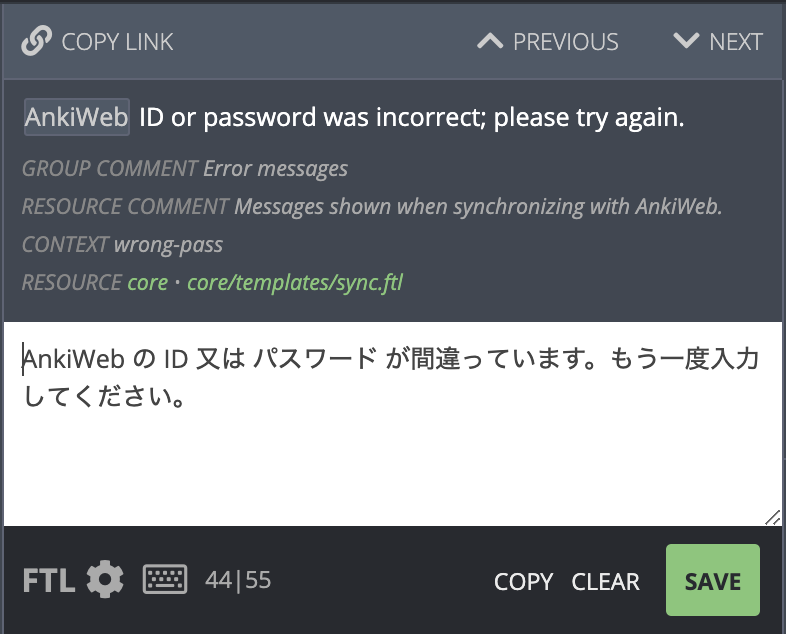 COPY LINK PREVIOUS NEXT
AnkiWeb ID or password was incorrect; please try again.
GROUP COMMENT Error messages
RESOURCE COMMENT Messages shown when synchronizing with AnkiWeb.
CONTEXT wrong-pass
RESOURCE core • core/templates/sync.ftl
AnkiWeb の ID 又は パスワード が間違っています。もう一度入力
してください。
FTL 44|55 COPY CLEAR SAVE